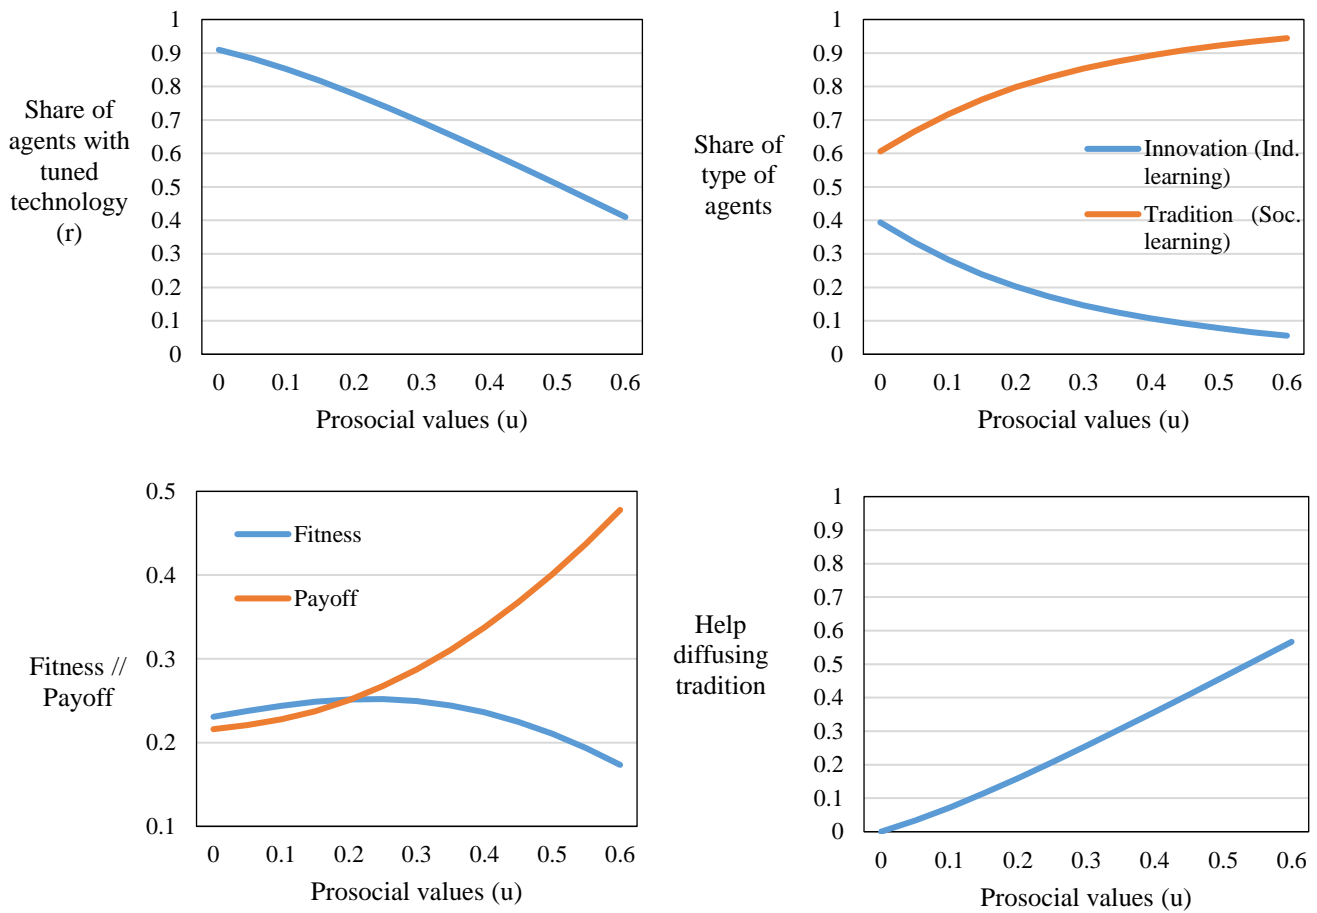 Share of
agents with
tuned
technology
(r)
1
0.9
0.8
0.7
0.6
0.5
0.4
0.3
0.2
0.1
0
0 0.1 0.2 0.3 0.4 0.5 0.6
Prosocial values (u)
Share of
type of
agents
1
0.9
0.8
0.7
0.6
0.5
0.4
0.3
0.2
0.1
0
Innovation (Ind.
learning)
Tradition (Soc.
learning)
0 0.1 0.2 0.3 0.4 0.5 0.6
Prosocial values (u)
Fitness //
Payoff
0.5
0.4
0.3
0.2
0.1
Fitness
Payoff
0 0.1 0.2 0.3 0.4 0.5 0.6
Prosocial values (u)
Help
diffusing
tradition
1
0.9
0.8
0.7
0.6
0.5
0.4
0.3
0.2
0.1
0
0 0.1 0.2 0.3 0.4 0.5 0.6
Prosocial values (u)